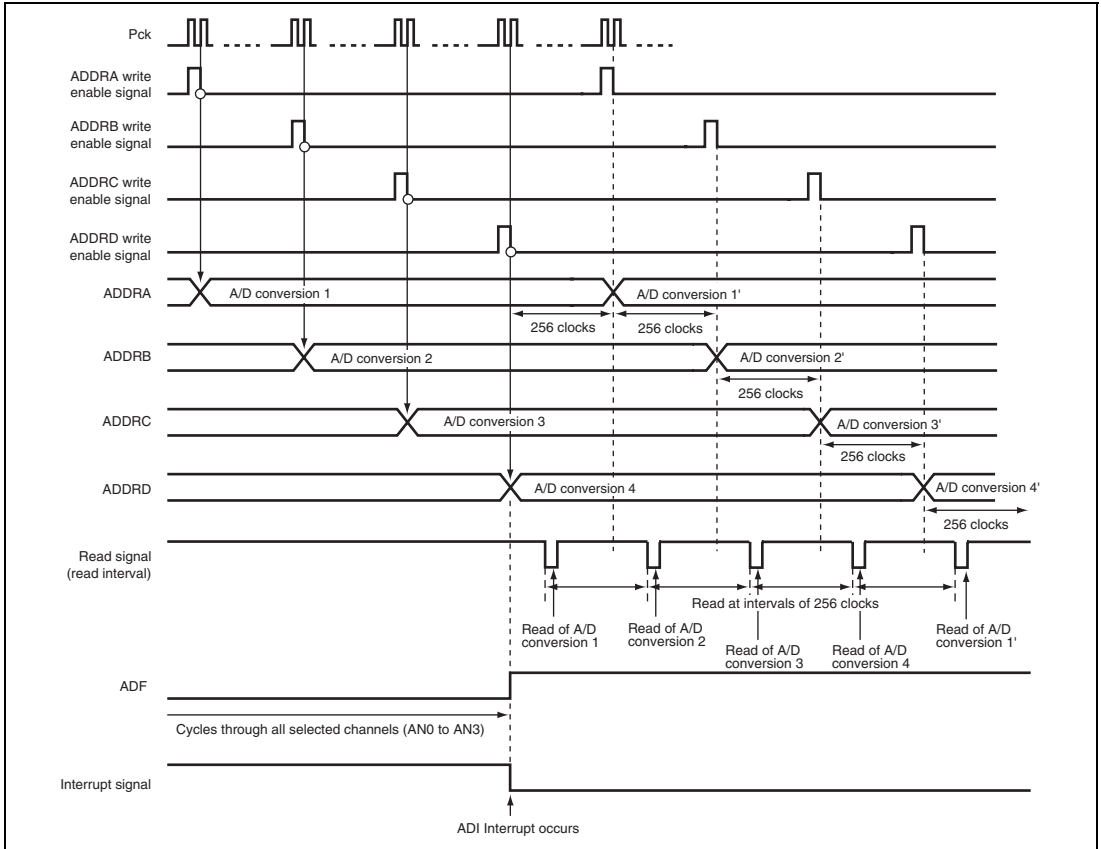 Pck
ADDRA write
enable signal
ADDRB write
enable signal
ADDRC write
enable signal
ADDRD write
enable signal
ADDRA
A/D conversion 1
A/D conversion 1'
256 clocks
256 clocks
ADDRB
A/D conversion 2
A/D conversion 2'
256 clocks
ADDRC
A/D conversion 3
A/D conversion 3'
256 clocks
ADDRD
A/D conversion 4
A/D conversion 4'
256 clocks
Read signal
(read interval)
Read at intervals of 256 clocks
Read of A/D
conversion 1
Read of A/D
conversion 2
Read of A/D
conversion 3
Read of A/D
conversion 4
Read of A/D
conversion 1'
ADF
Cycles through all selected channels (AN0 to AN3)
Interrupt signal
ADI Interrupt occurs